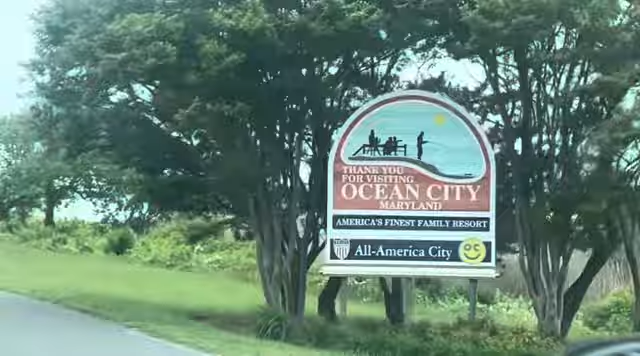 THANK YOU
FOR VISITING
OCEAN CITY
MARYLAND
AMERICA'S FINEST FAMILY RESORT
All-America City